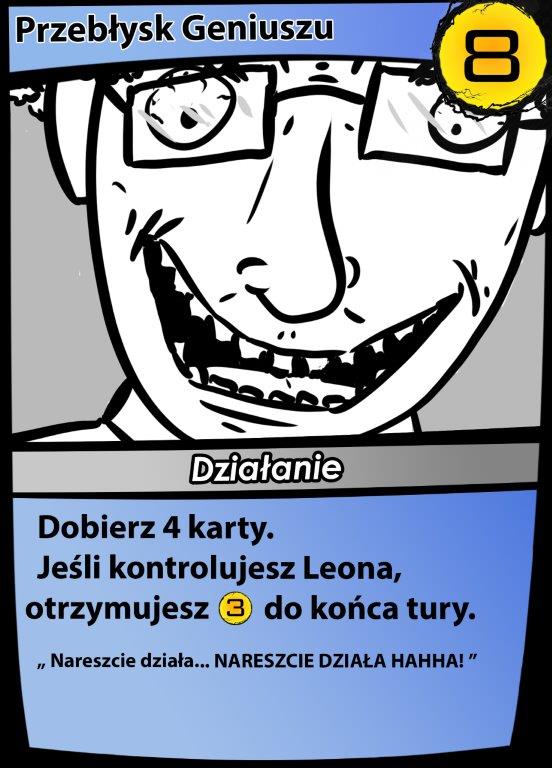 Przebłysk Geniuszu
8
Działanie
Dobierz 4 karty.
Jeśli kontrolujesz Leona,
otrzymujesz 3 do końca tury.
„ Nareszcie działa... NARESZCIE DZIAŁA HAHHA! ”